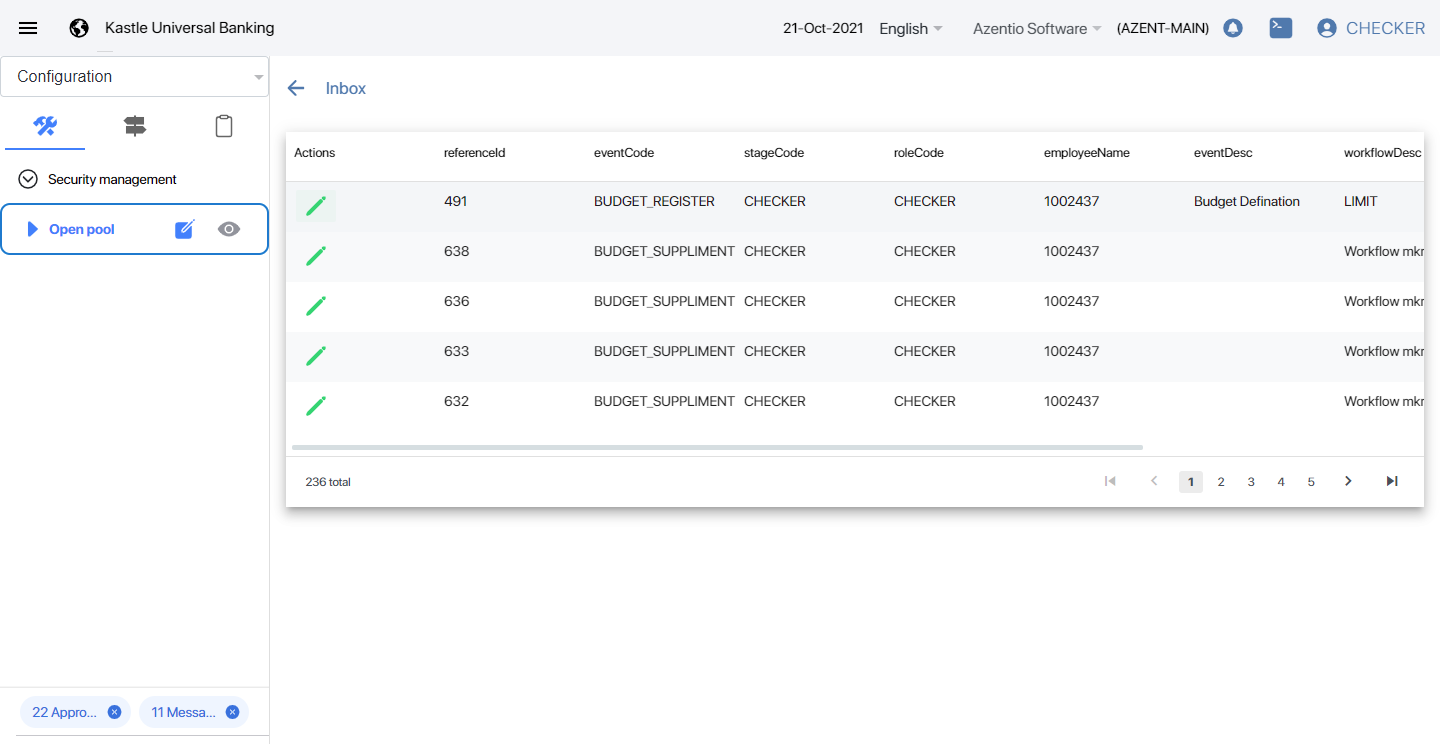 Kastle Universal Banking 21-Oct-2021 English Azentio Software (AZENT-MAIN) CHECKER
Configuration
Inbox
Security management
Open pool
Actions referenceId eventCode stageCode roleCode employeeName eventDesc workflowDesc
491 BUDGET_REGISTER CHECKER CHECKER 1002437 Budget Defination LIMIT
638 BUDGET_SUPPLIMENT CHECKER CHECKER 1002437 Workflow mkr
636 BUDGET_SUPPLIMENT CHECKER CHECKER 1002437 Workflow mkr
633 BUDGET_SUPPLIMENT CHECKER CHECKER 1002437 Workflow mkr
632 BUDGET_SUPPLIMENT CHECKER CHECKER 1002437 Workflow mkr
236 total 1 2 3 4 5
22 Appro... 11 Messa...